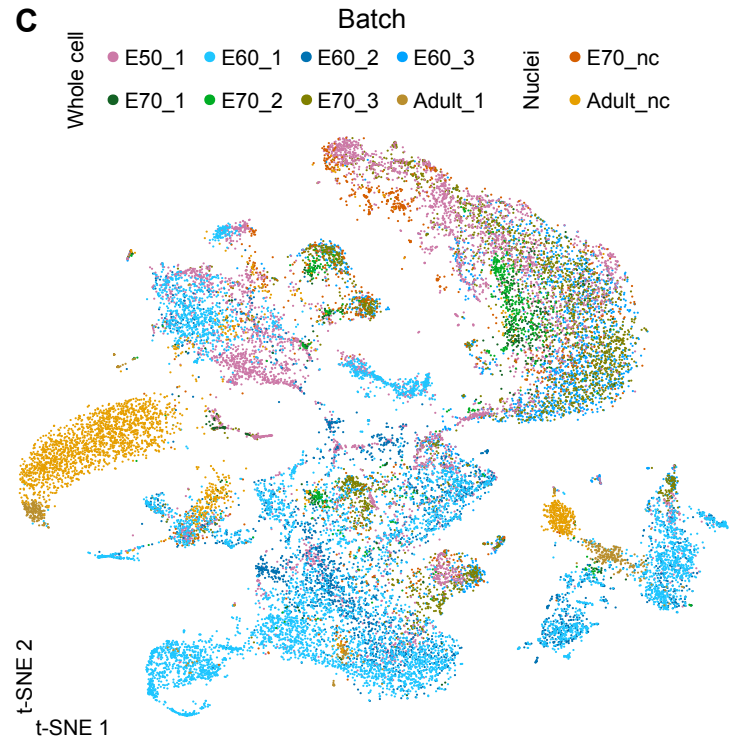 C
Batch
Whole cell
E50_1 E60_1 E60_2 E60_3
E70_1 E70_2 E70_3 Adult_1
Nuclei
E70_nc
Adult_nc
t-SNE 2
t-SNE 1